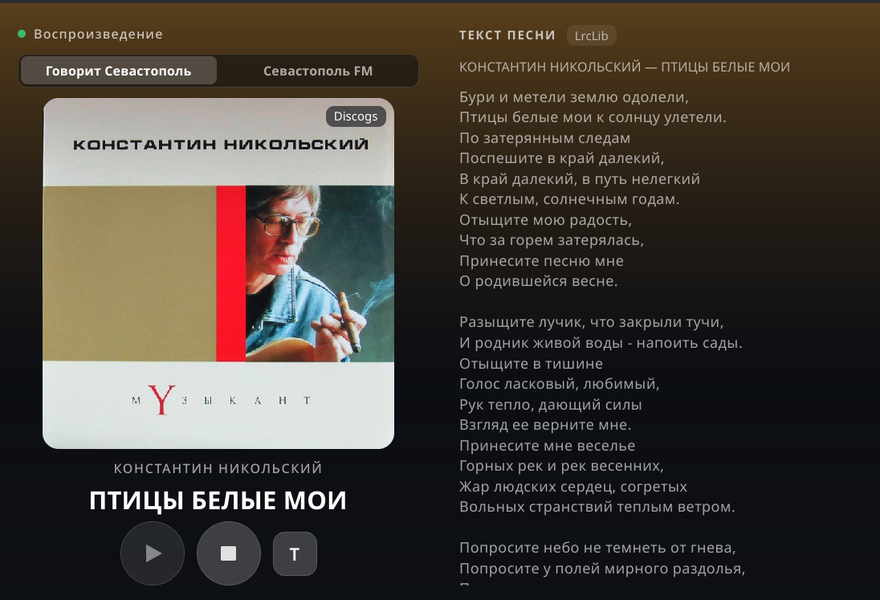 Воспроизведение
Говорит Севастополь
Севастополь FM
Discogs
КОНСТАНТИН НИКОЛЬСКИЙ
МУЗЫКАНТ
КОНСТАНТИН НИКОЛЬСКИЙ
ПТИЦЫ БЕЛЫЕ МОИ
T
ТЕКСТ ПЕСНИ LrcLib
КОНСТАНТИН НИКОЛЬСКИЙ — ПТИЦЫ БЕЛЫЕ МОИ
Бури и метели землю одолели,
Птицы белые мои к солнцу улетели.
По затерянным следам
Поспешите в край далекий,
В край далекий, в путь нелегкий
К светлым, солнечным годам.
Отыщите мою радость,
Что за горем затерялась,
Принесите песню мне
О родившейся весне.
Разыщите лучик, что закрыли тучи,
И родник живой воды - напоить сады.
Отыщите в тишине
Голос ласковый, любимый,
Рук тепло, дающий силы
Взгляд ее верните мне.
Принесите мне веселье
Горных рек и рек весенних,
Жар людских сердец, согретых
Вольных странствий теплым ветром.
Попросите небо не темнеть от гнева,
Попросите у полей мирного раздолья,